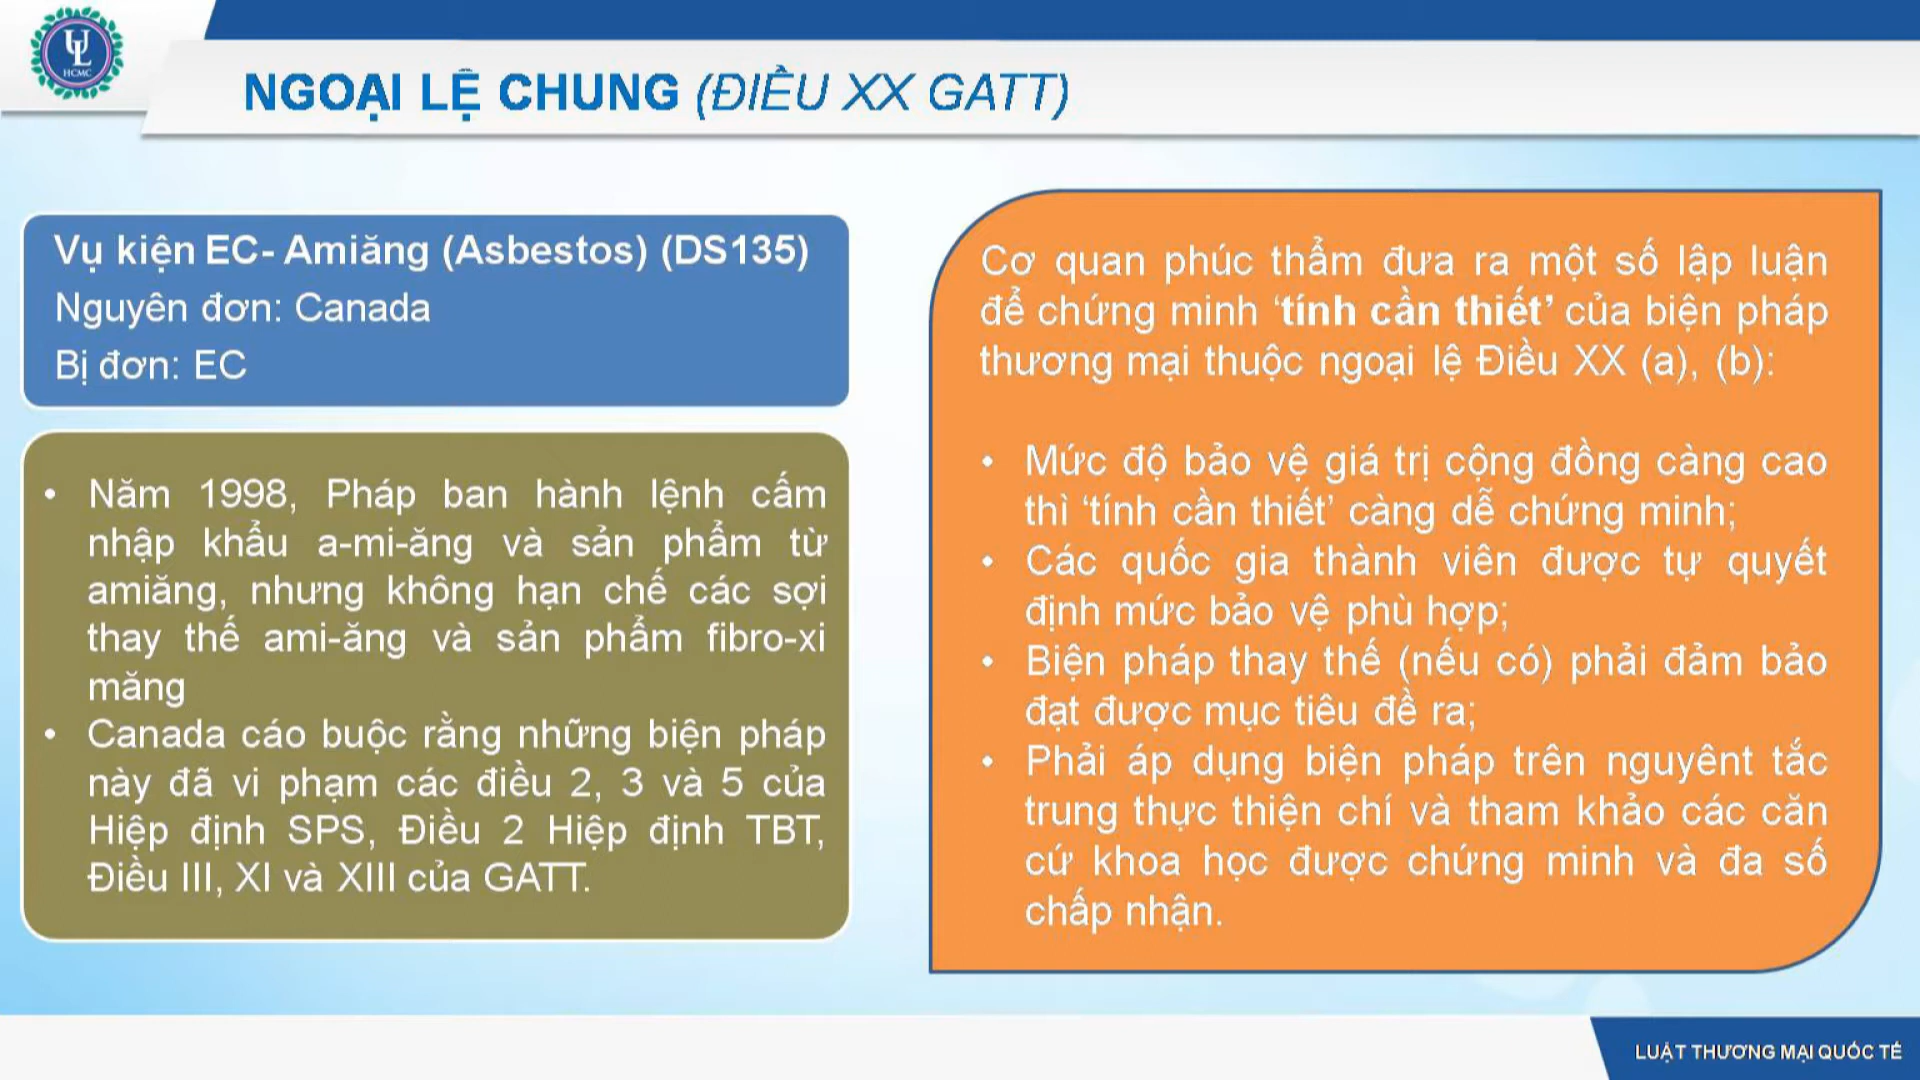 UL
HCMC
NGOẠI LỆ CHUNG (ĐIỀU XX GATT)
Vụ kiện EC- Amiăng (Asbestos) (DS135)
Nguyên đơn: Canada
Bị đơn: EC
• Năm 1998, Pháp ban hành lệnh cấm
nhập khẩu a-mi-ăng và sản phẩm từ
amiăng, nhưng không hạn chế các sợi
thay thế ami-ăng và sản phẩm fibro-xi
măng
• Canada cáo buộc rằng những biện pháp
này đã vi phạm các điều 2, 3 và 5 của
Hiệp định SPS, Điều 2 Hiệp định TBT,
Điều III, XI và XIII của GATT.
Cơ quan phúc thẩm đưa ra một số lập luận
để chứng minh ‘tính cần thiết’ của biện pháp
thương mại thuộc ngoại lệ Điều XX (a), (b):
• Mức độ bảo vệ giá trị cộng đồng càng cao
thì ‘tính cần thiết’ càng dễ chứng minh;
• Các quốc gia thành viên được tự quyết
định mức bảo vệ phù hợp;
• Biện pháp thay thế (nếu có) phải đảm bảo
đạt được mục tiêu đề ra;
• Phải áp dụng biện pháp trên nguyênt tắc
trung thực thiện chí và tham khảo các căn
cứ khoa học được chứng minh và đa số
chấp nhận.
LUẬT THƯƠNG MẠI QUỐC TẾ